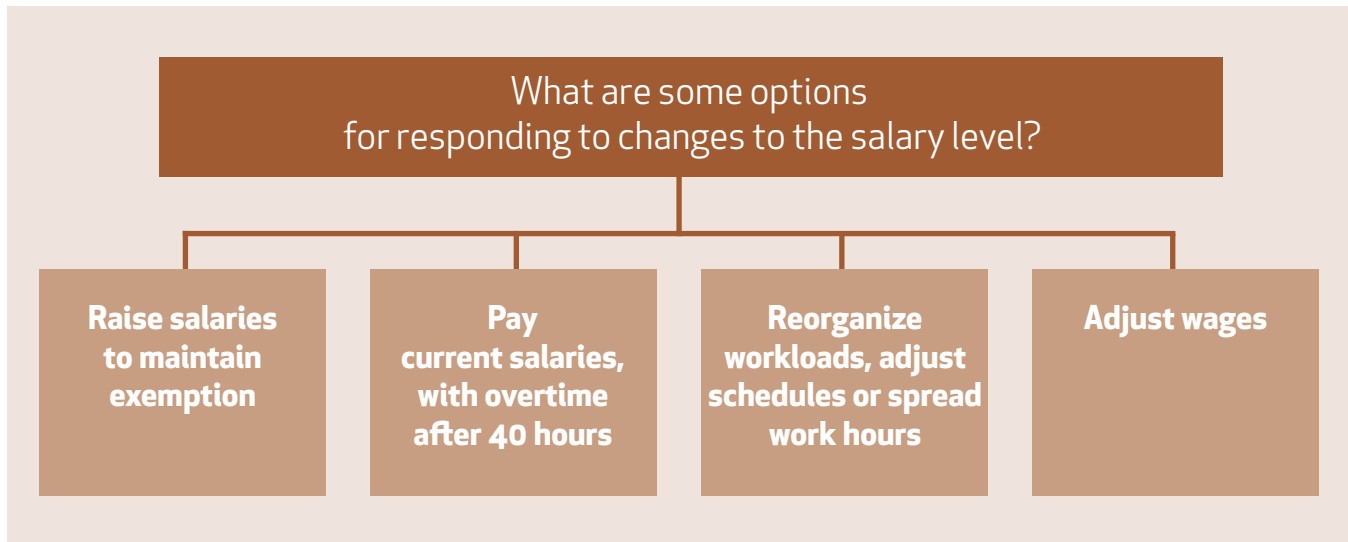 What are some options
for responding to changes to the salary level?
Raise salaries
to maintain
exemption
Pay
current salaries,
with overtime
after 40 hours
Reorganize
workloads, adjust
schedules or spread
work hours
Adjust wages